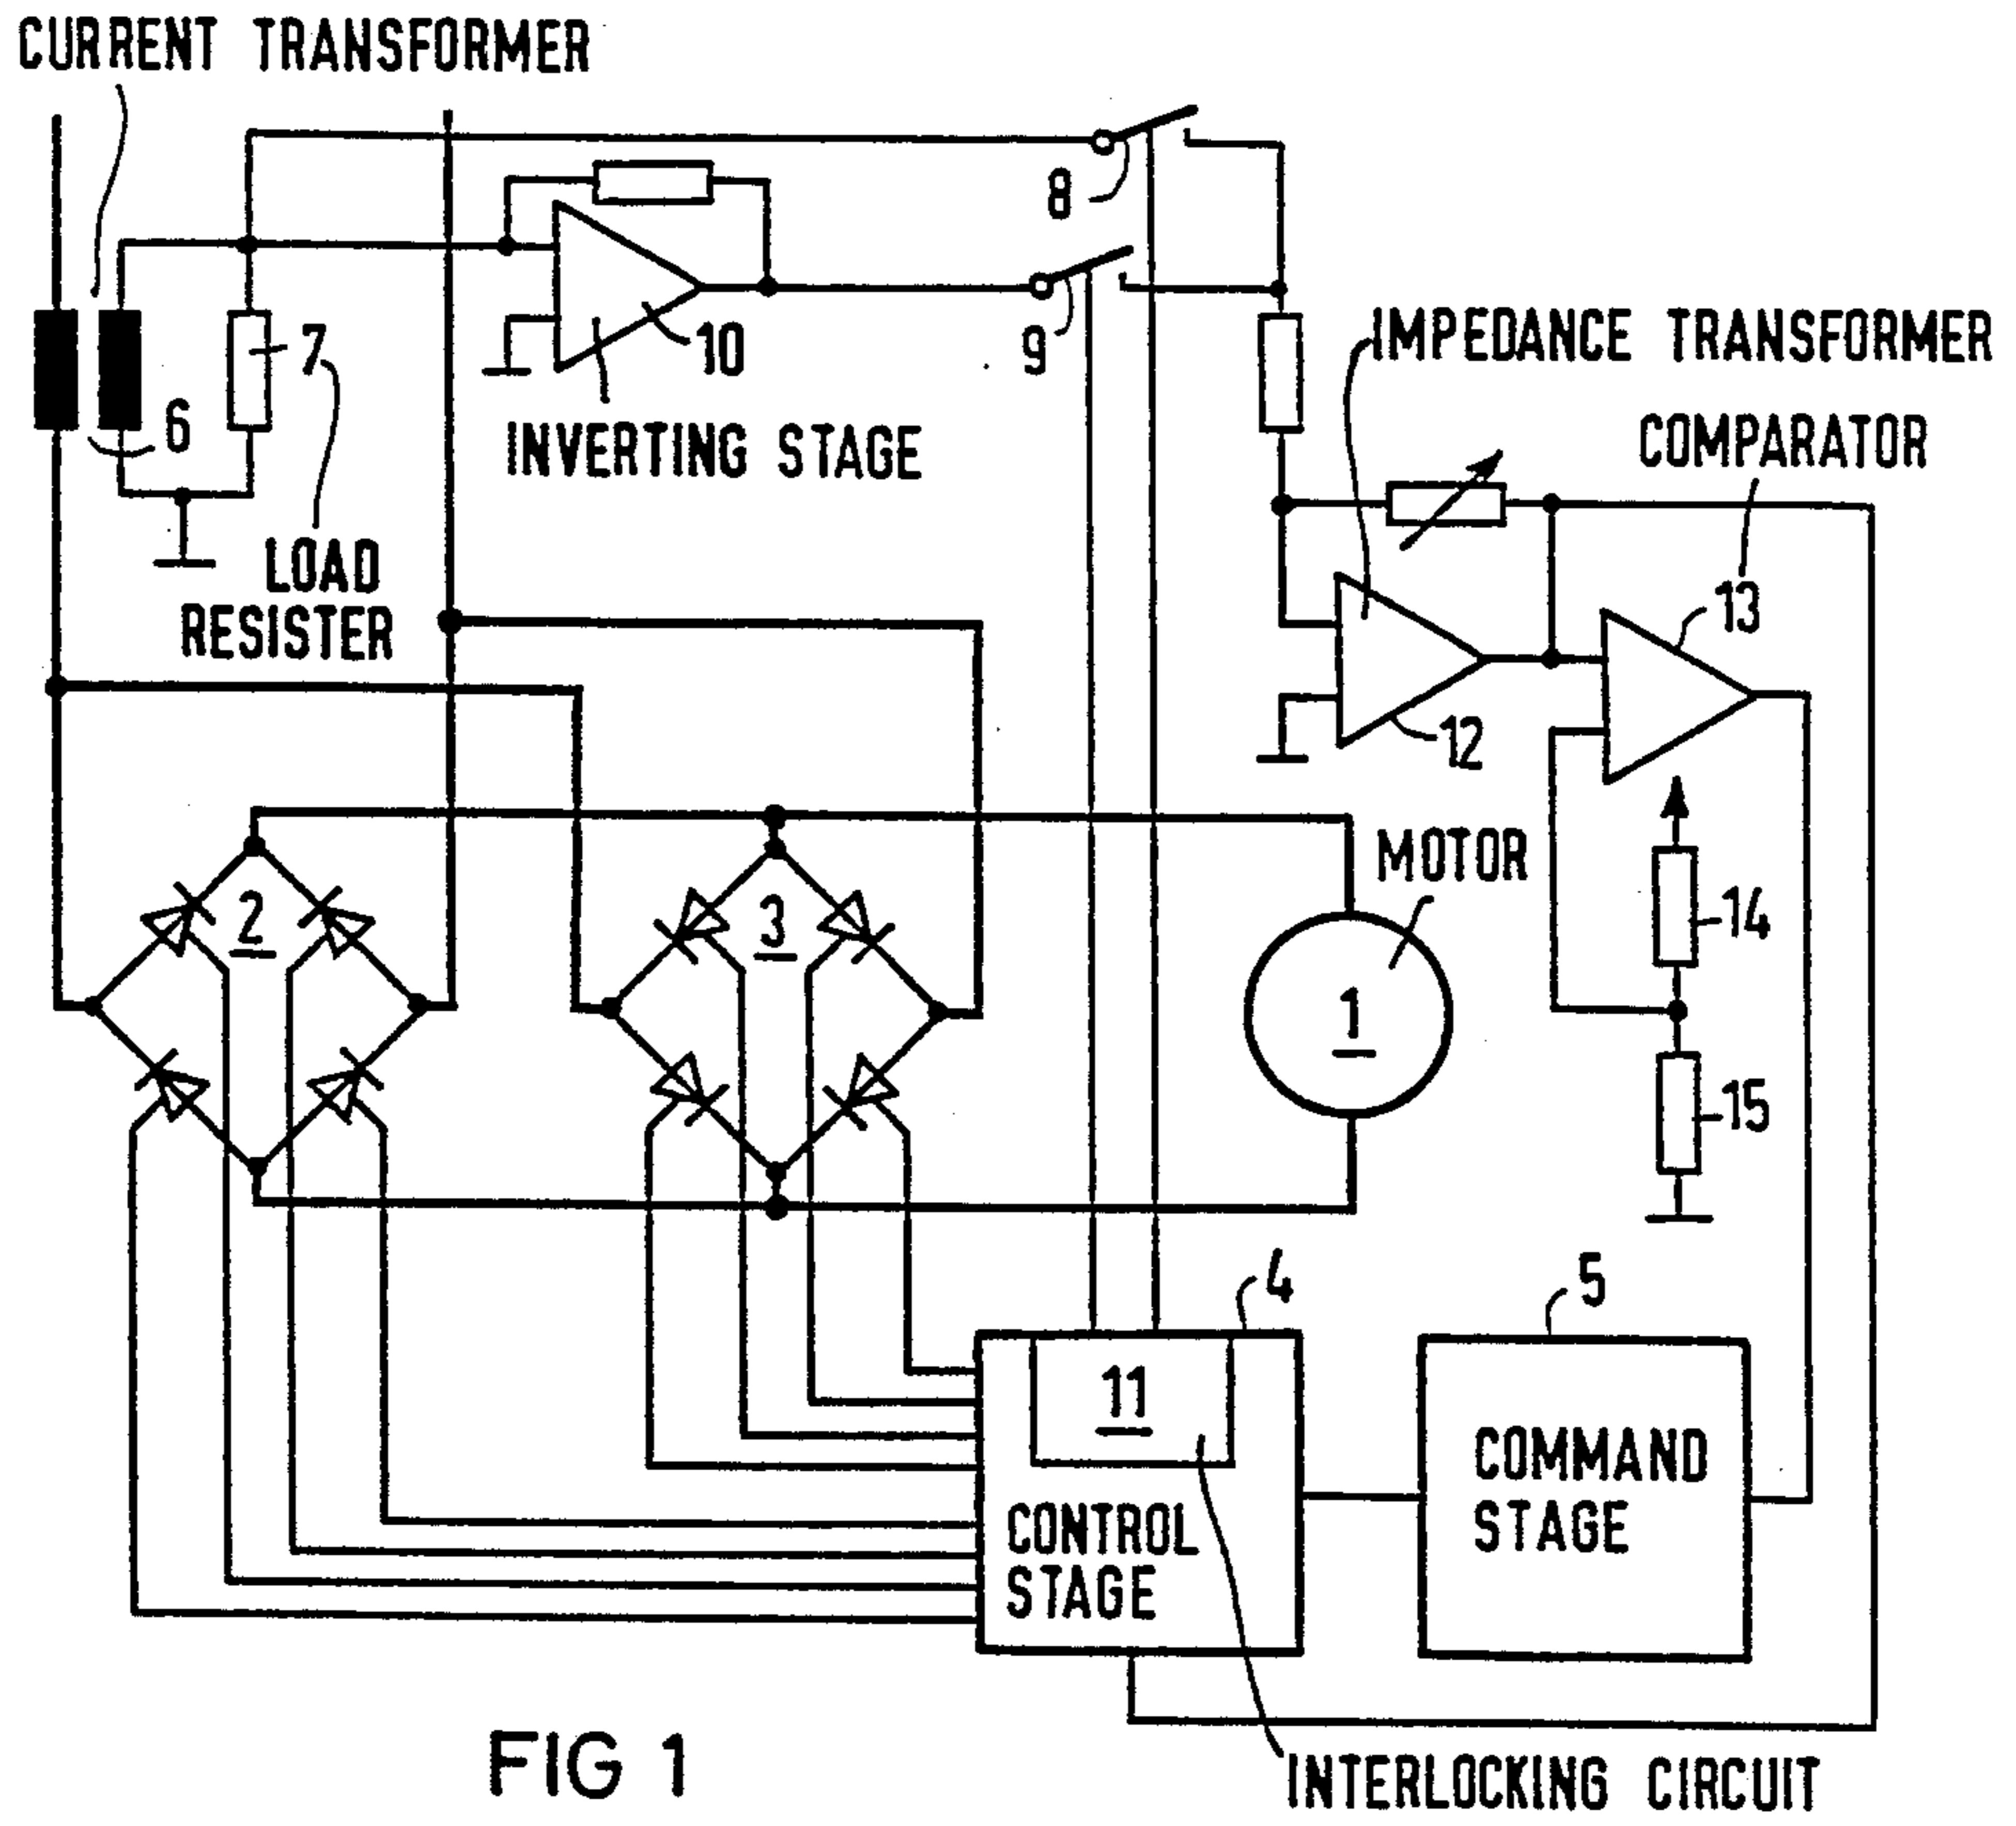 CURRENT TRANSFORMER
8
7
10
9
IMPEDANCE TRANSFORMER
6
INVERTING STAGE
COMPARATOR
LOAD
RESISTER
13
12
MOTOR
2
3
14
1
15
4
5
11
COMMAND
STAGE
CONTROL
STAGE
FIG 1
INTERLOCKING CIRCUIT